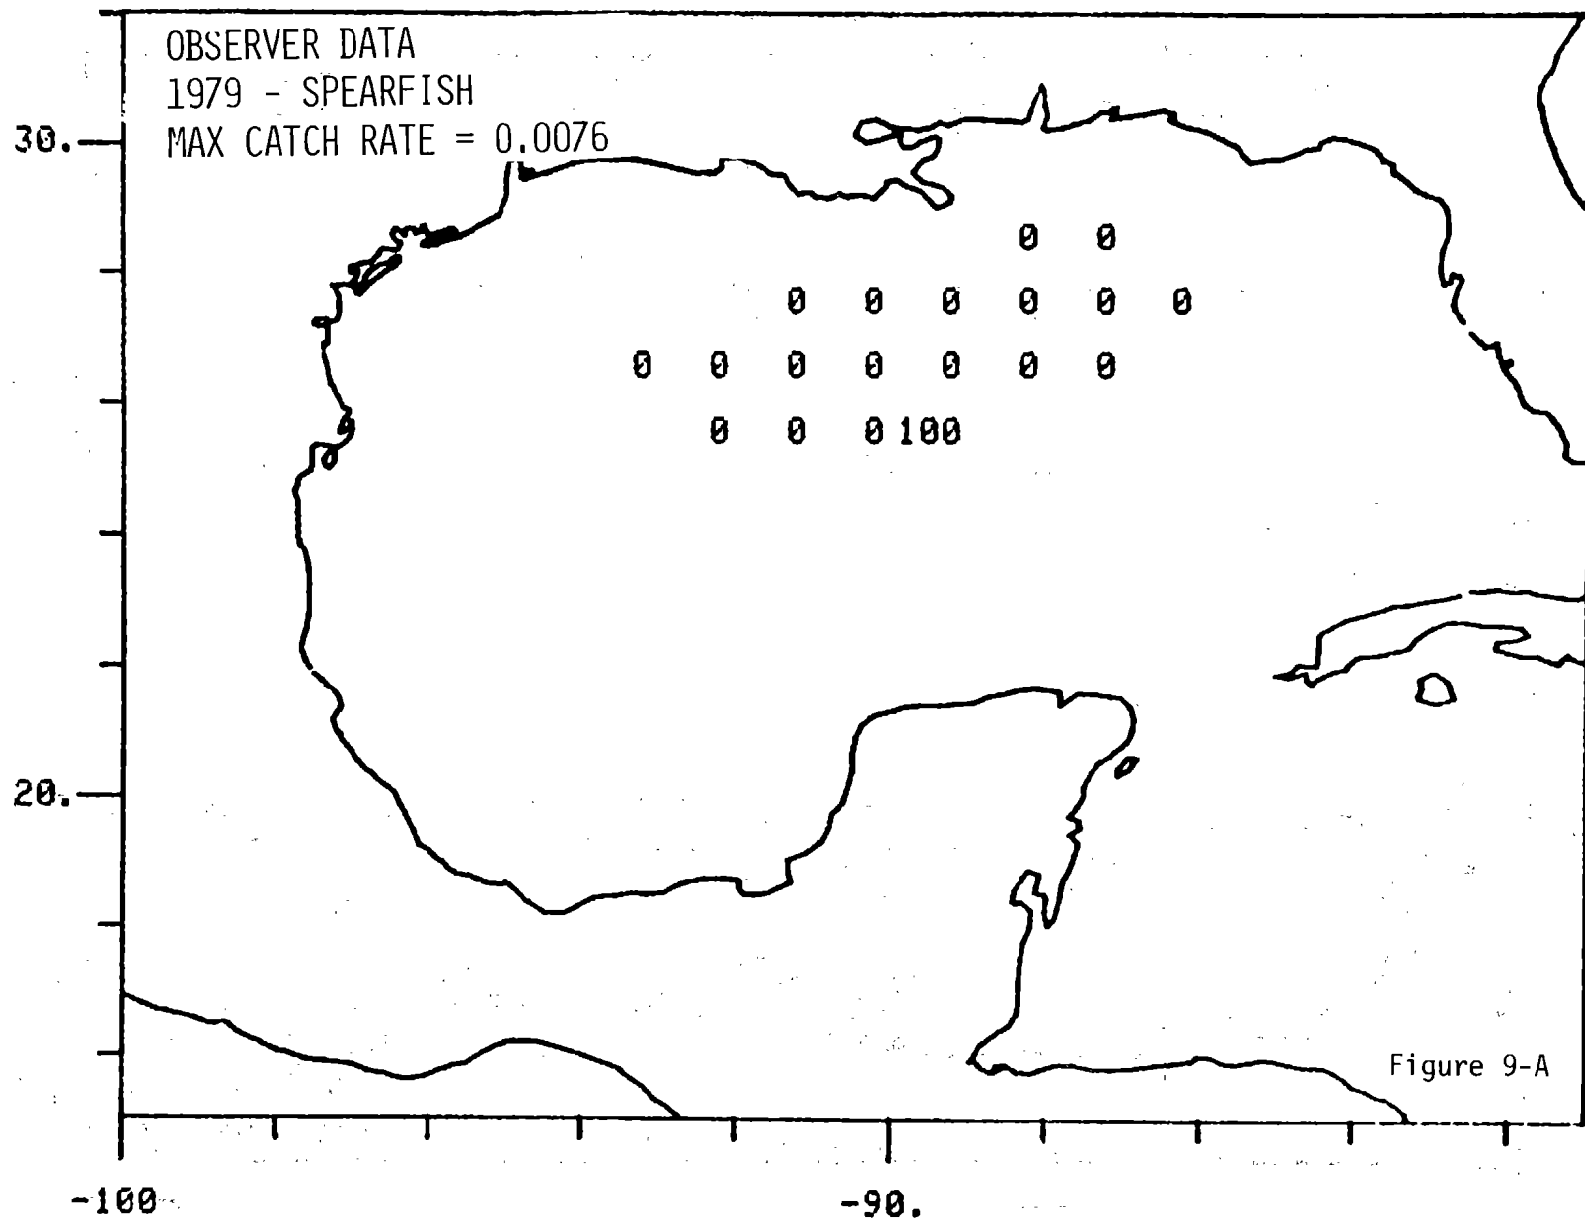 OBSERVER DATA
1979 - SPEARFISH
MAX CATCH RATE = 0.0076
30.
0 0
0 0 0 0 0 0
0 0 0 0 0 0 0
0 0 0 100
20.
Figure 9-A
-100
-90.